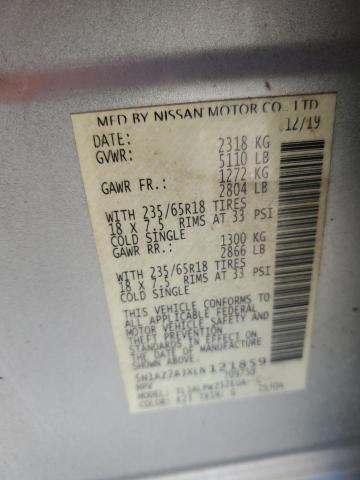 MFD BY NISSAN MOTOR CO., LTD
DATE: 12/19
GVWR: 2318 KG
5110 LB
GAWR FR.: 1272 KG
2804 LB
WITH 235/65R18 TIRES
18 X 7.5 RIMS AT 33 PSI
COLD SINGLE
GAWR RR.: 1300 KG
2866 LB
WITH 235/65R18 TIRES
18 X 7.5 RIMS AT 33 PSI
COLD SINGLE
THIS VEHICLE CONFORMS TO
ALL APPLICABLE FEDERAL
MOTOR VEHICLE SAFETY AND
THEFT PREVENTION
STANDARDS IN EFFECT ON
THE DATE OF MANUFACTURE
SHOWN ABOVE.
121859
MPV
COLOR: K23 TRIM: G